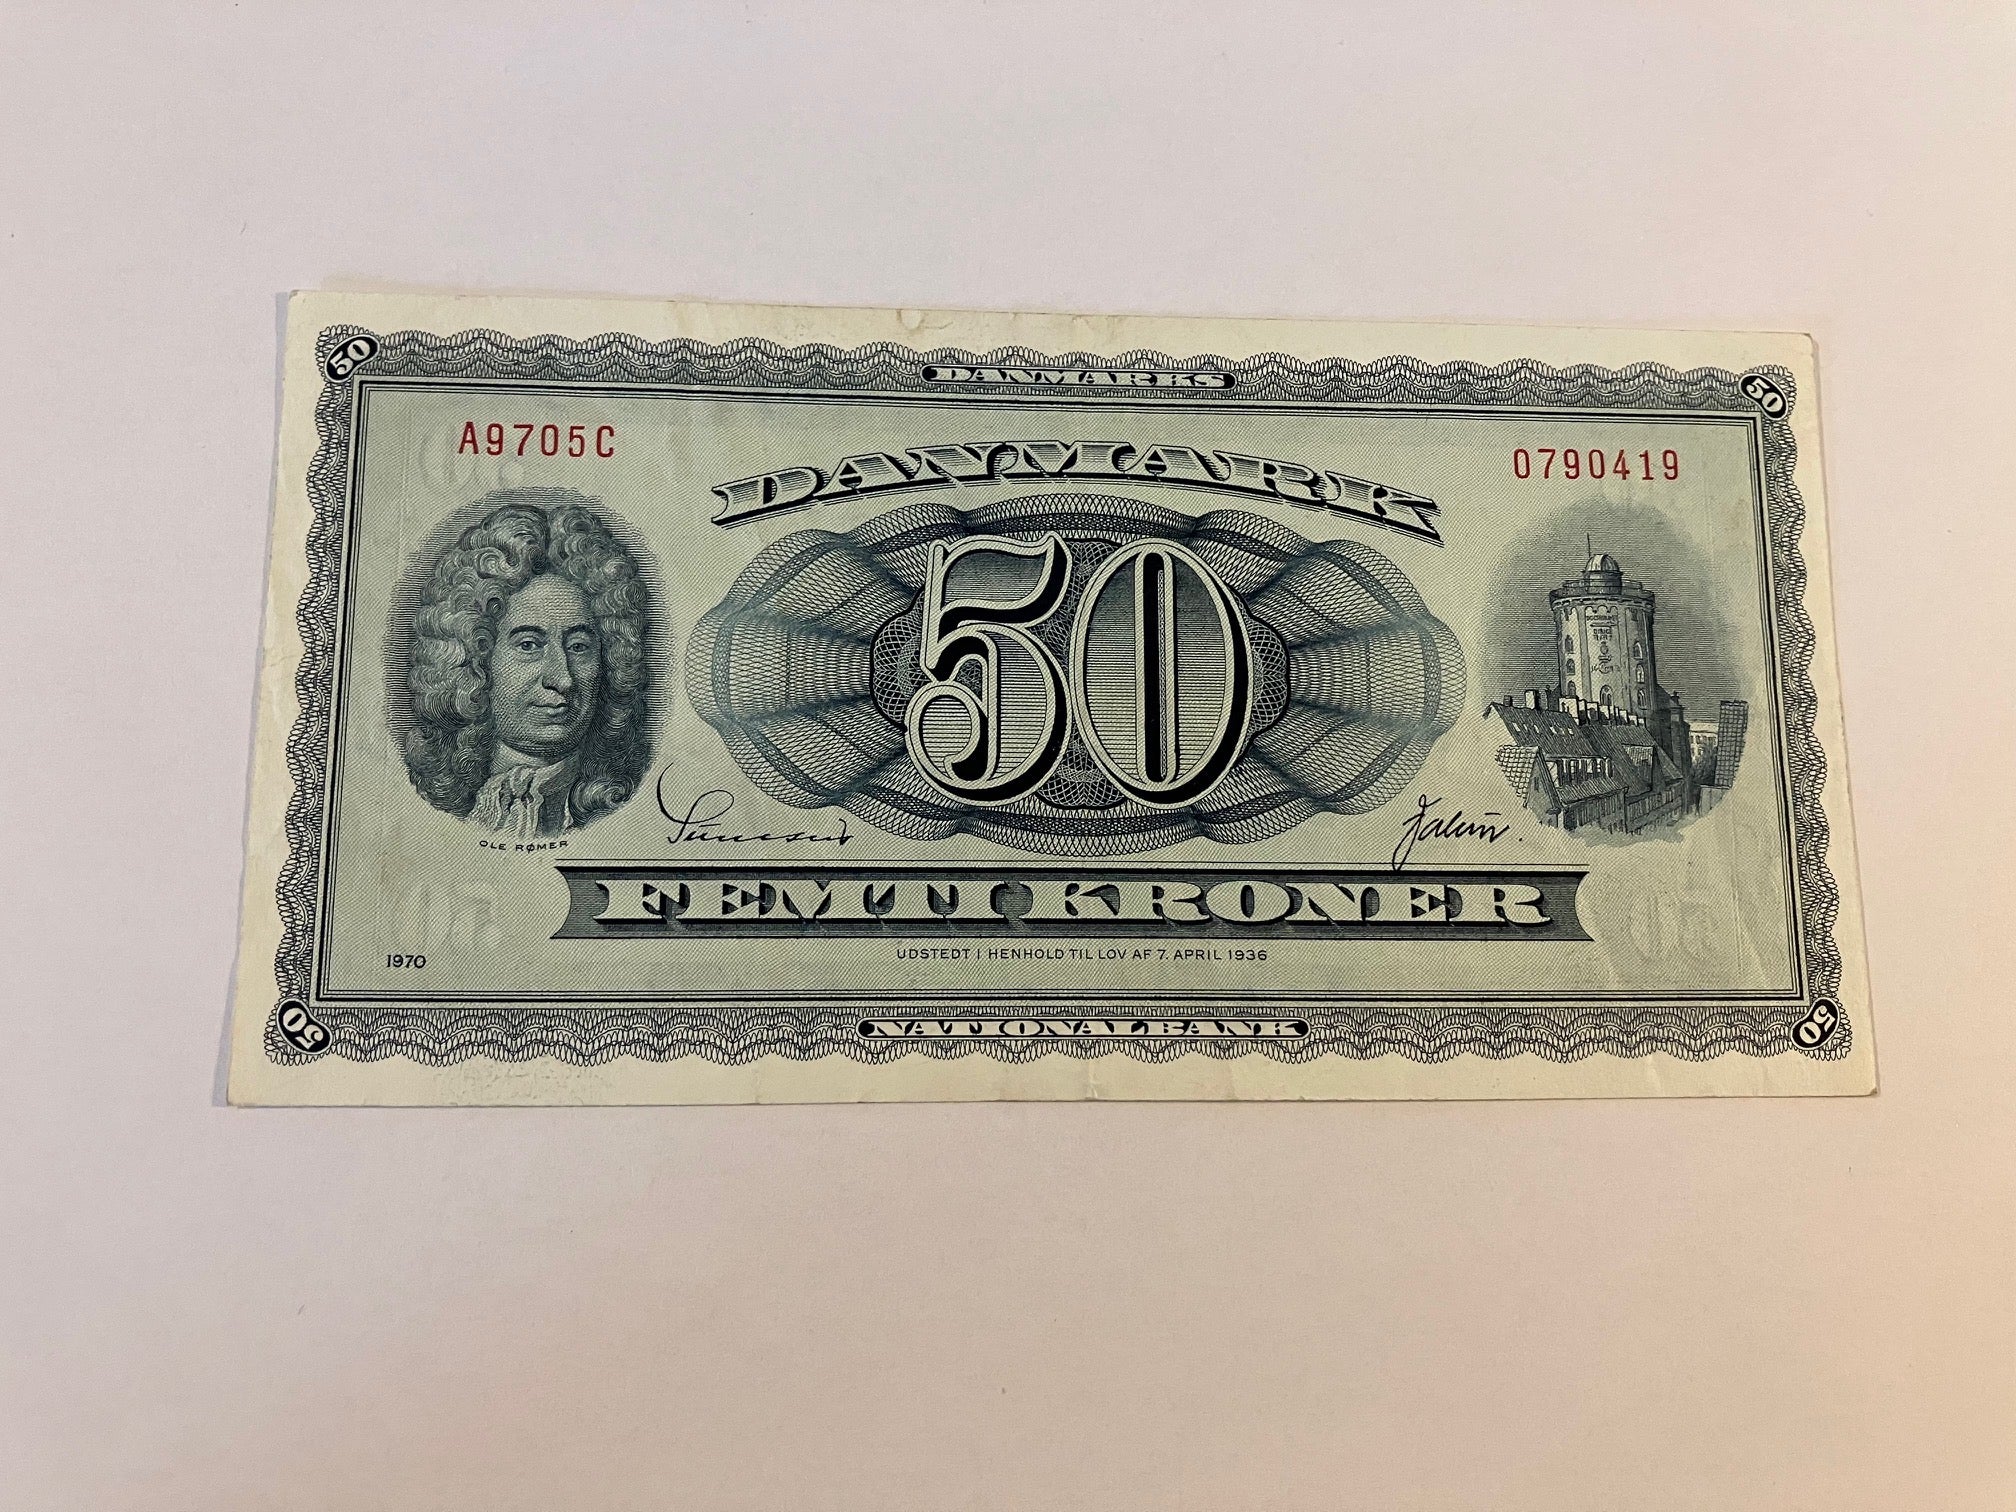 50
DANMARKS
50
A9705C
DANMARK
0790419
50
OLE RØMER
FEMTI KRONER
1970
UDSTEDT I HENHOLD TIL LOV AF 7. APRIL 1936
50
NATIONALBANK
50